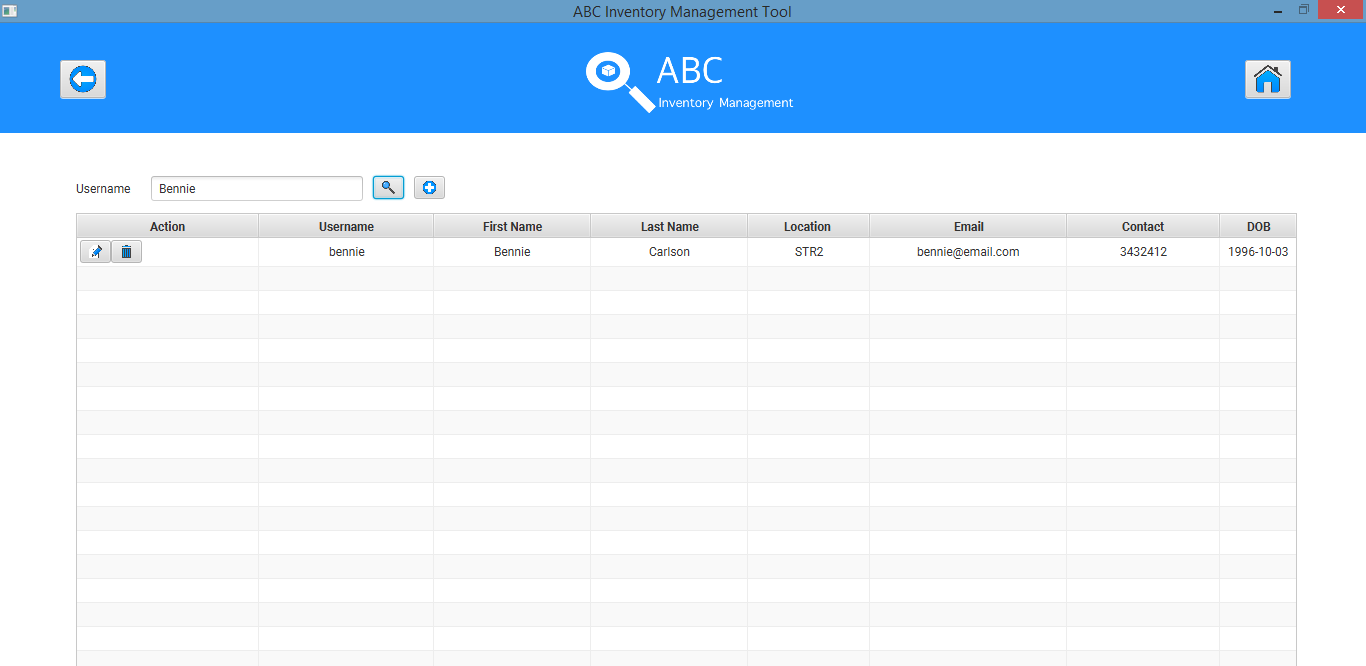 ABC Inventory Management Tool
ABC
Inventory Management
Username Bennie
Action Username First Name Last Name Location Email Contact DOB
bennie Bennie Carlson STR2 bennie@email.com 3432412 1996-10-03